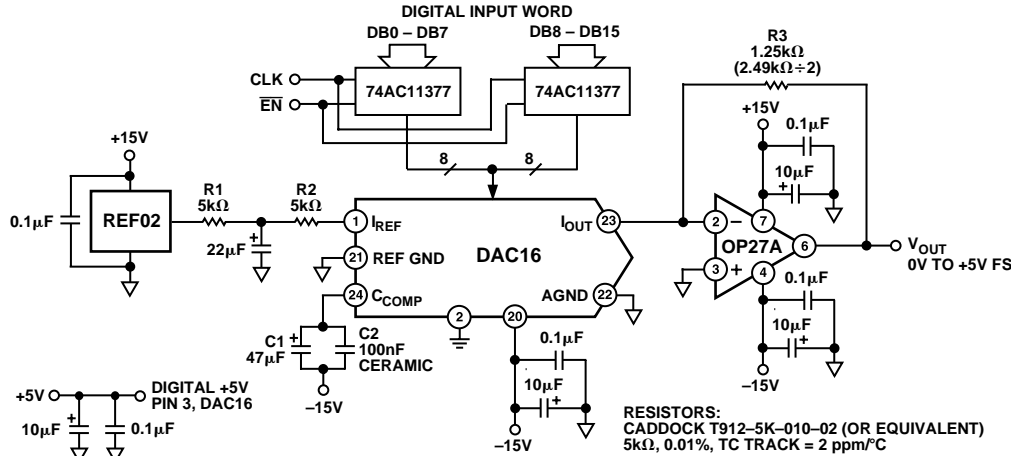 DIGITAL INPUT WORD
DB0 – DB7
DB8 – DB15
CLK
EN
74AC11377
74AC11377
8
8
R3
1.25kΩ
(2.49kΩ÷2)
+15V
0.1µF
10µF
+
+15V
0.1µF
REF02
R1
5kΩ
R2
5kΩ
+
22µF
1
IREF
21
REF GND
24
CCOMP
DAC16
IOUT
23
AGND
22
2
20
2
–
7
OP27A
6
3
+
4
VOUT
0V TO +5V FS
C1
47µF
+
C2
100nF
CERAMIC
–15V
0.1µF
10µF
+
–15V
0.1µF
10µF
+
–15V
+5V
DIGITAL +5V
PIN 3, DAC16
+
10µF
0.1µF
RESISTORS:
CADDOCK T912–5K–010–02 (OR EQUIVALENT)
5kΩ, 0.01%, TC TRACK = 2 ppm/°C